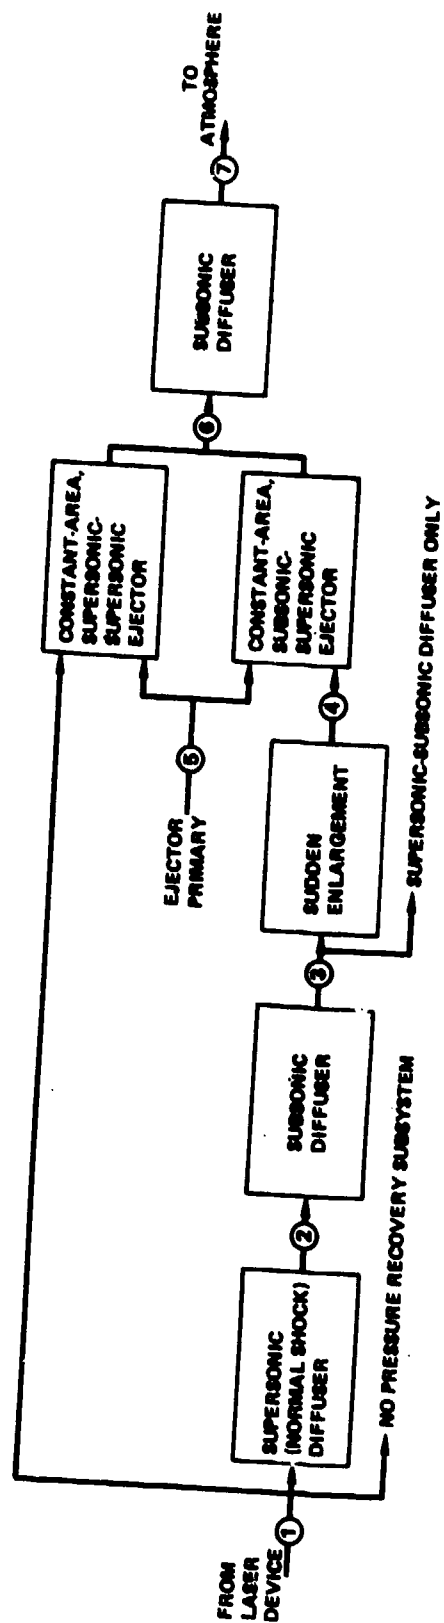 FROM
LASER
DEVICE
1
SUPERSONIC
(NORMAL SHOCK)
DIFFUSER
NO PRESSURE RECOVERY SUBSYSTEM
2
SUBSONIC
DIFFUSER
3
SUPERSONIC-SUBSONIC DIFFUSER ONLY
SUDDEN
ENLARGEMENT
4
EJECTOR
PRIMARY
5
CONSTANT-AREA,
SUPERSONIC-
SUPERSONIC
EJECTOR
CONSTANT-AREA,
SUBSONIC-
SUPERSONIC
EJECTOR
6
SUBSONIC
DIFFUSER
7
TO
ATMOSPHERE